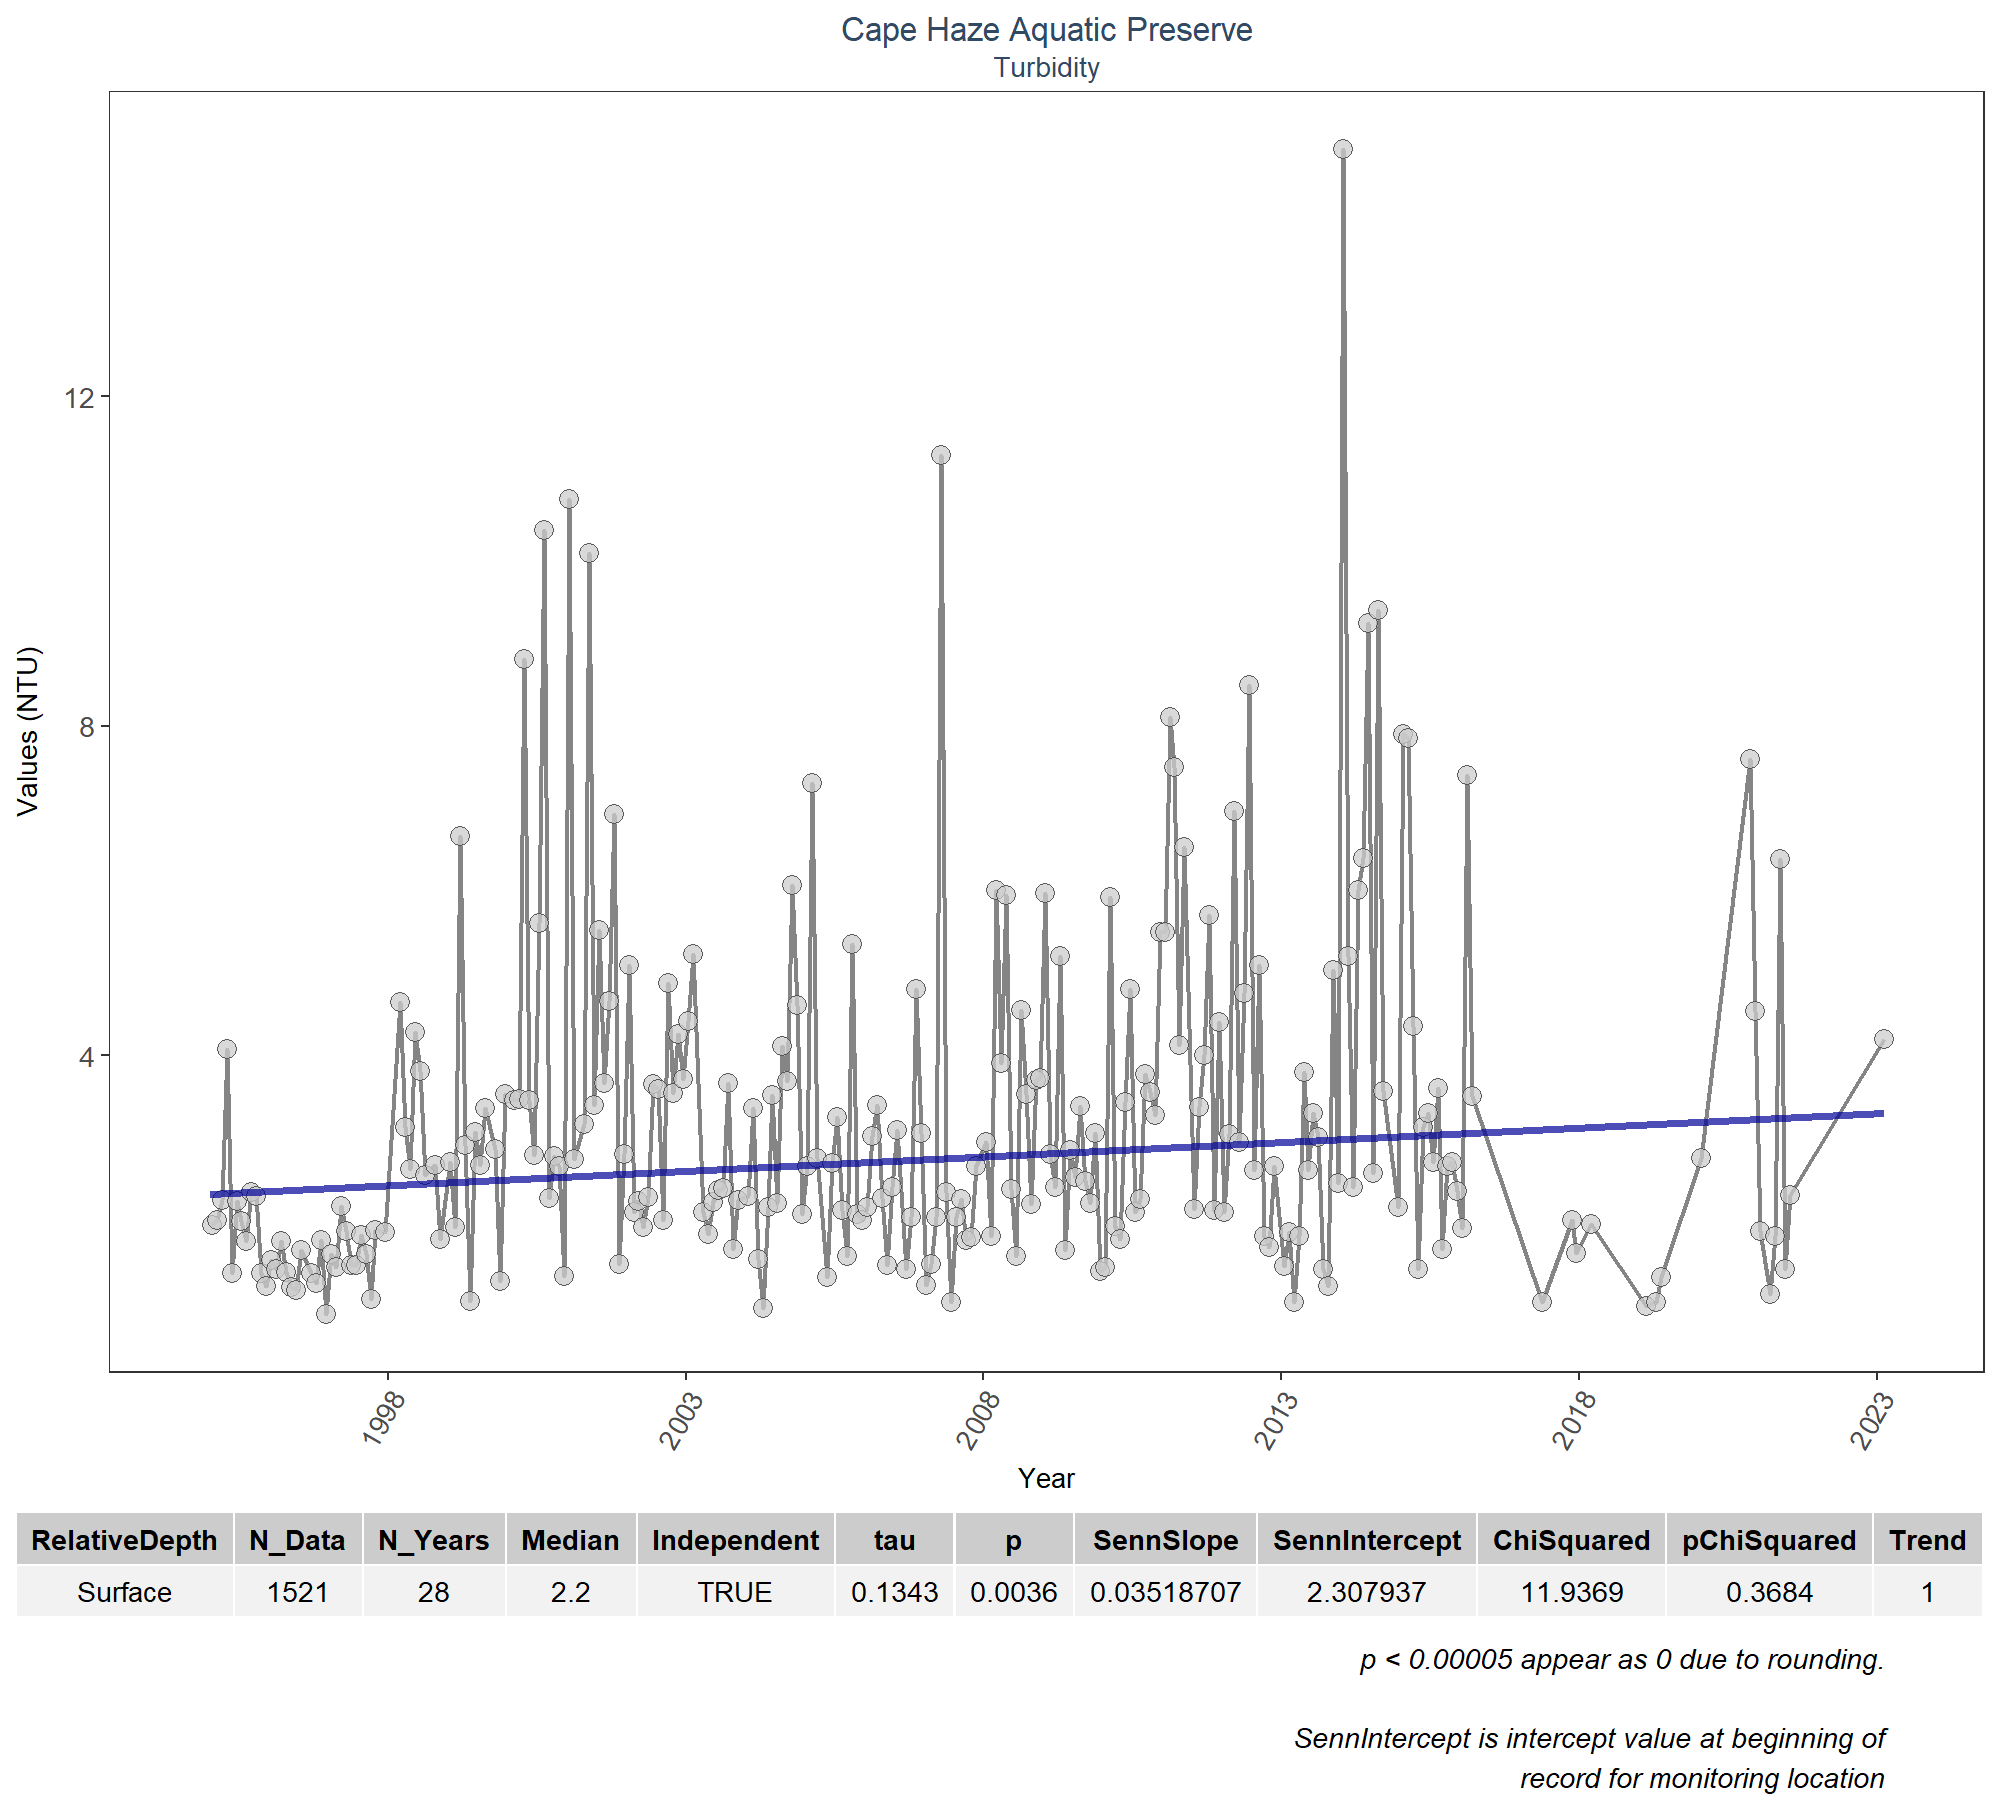 Cape Haze Aquatic Preserve
Turbidity
Values (NTU)
12
8
4
1998
2003
2008
2013
2018
2023
Year
RelativeDepth N_Data N_Years Median Independent tau p SennSlope SennIntercept ChiSquared pChiSquared Trend
Surface 1521 28 2.2 TRUE 0.1343 0.0036 0.03518707 2.307937 11.9369 0.3684 1
p < 0.00005 appear as 0 due to rounding.
SennIntercept is intercept value at beginning of
record for monitoring location